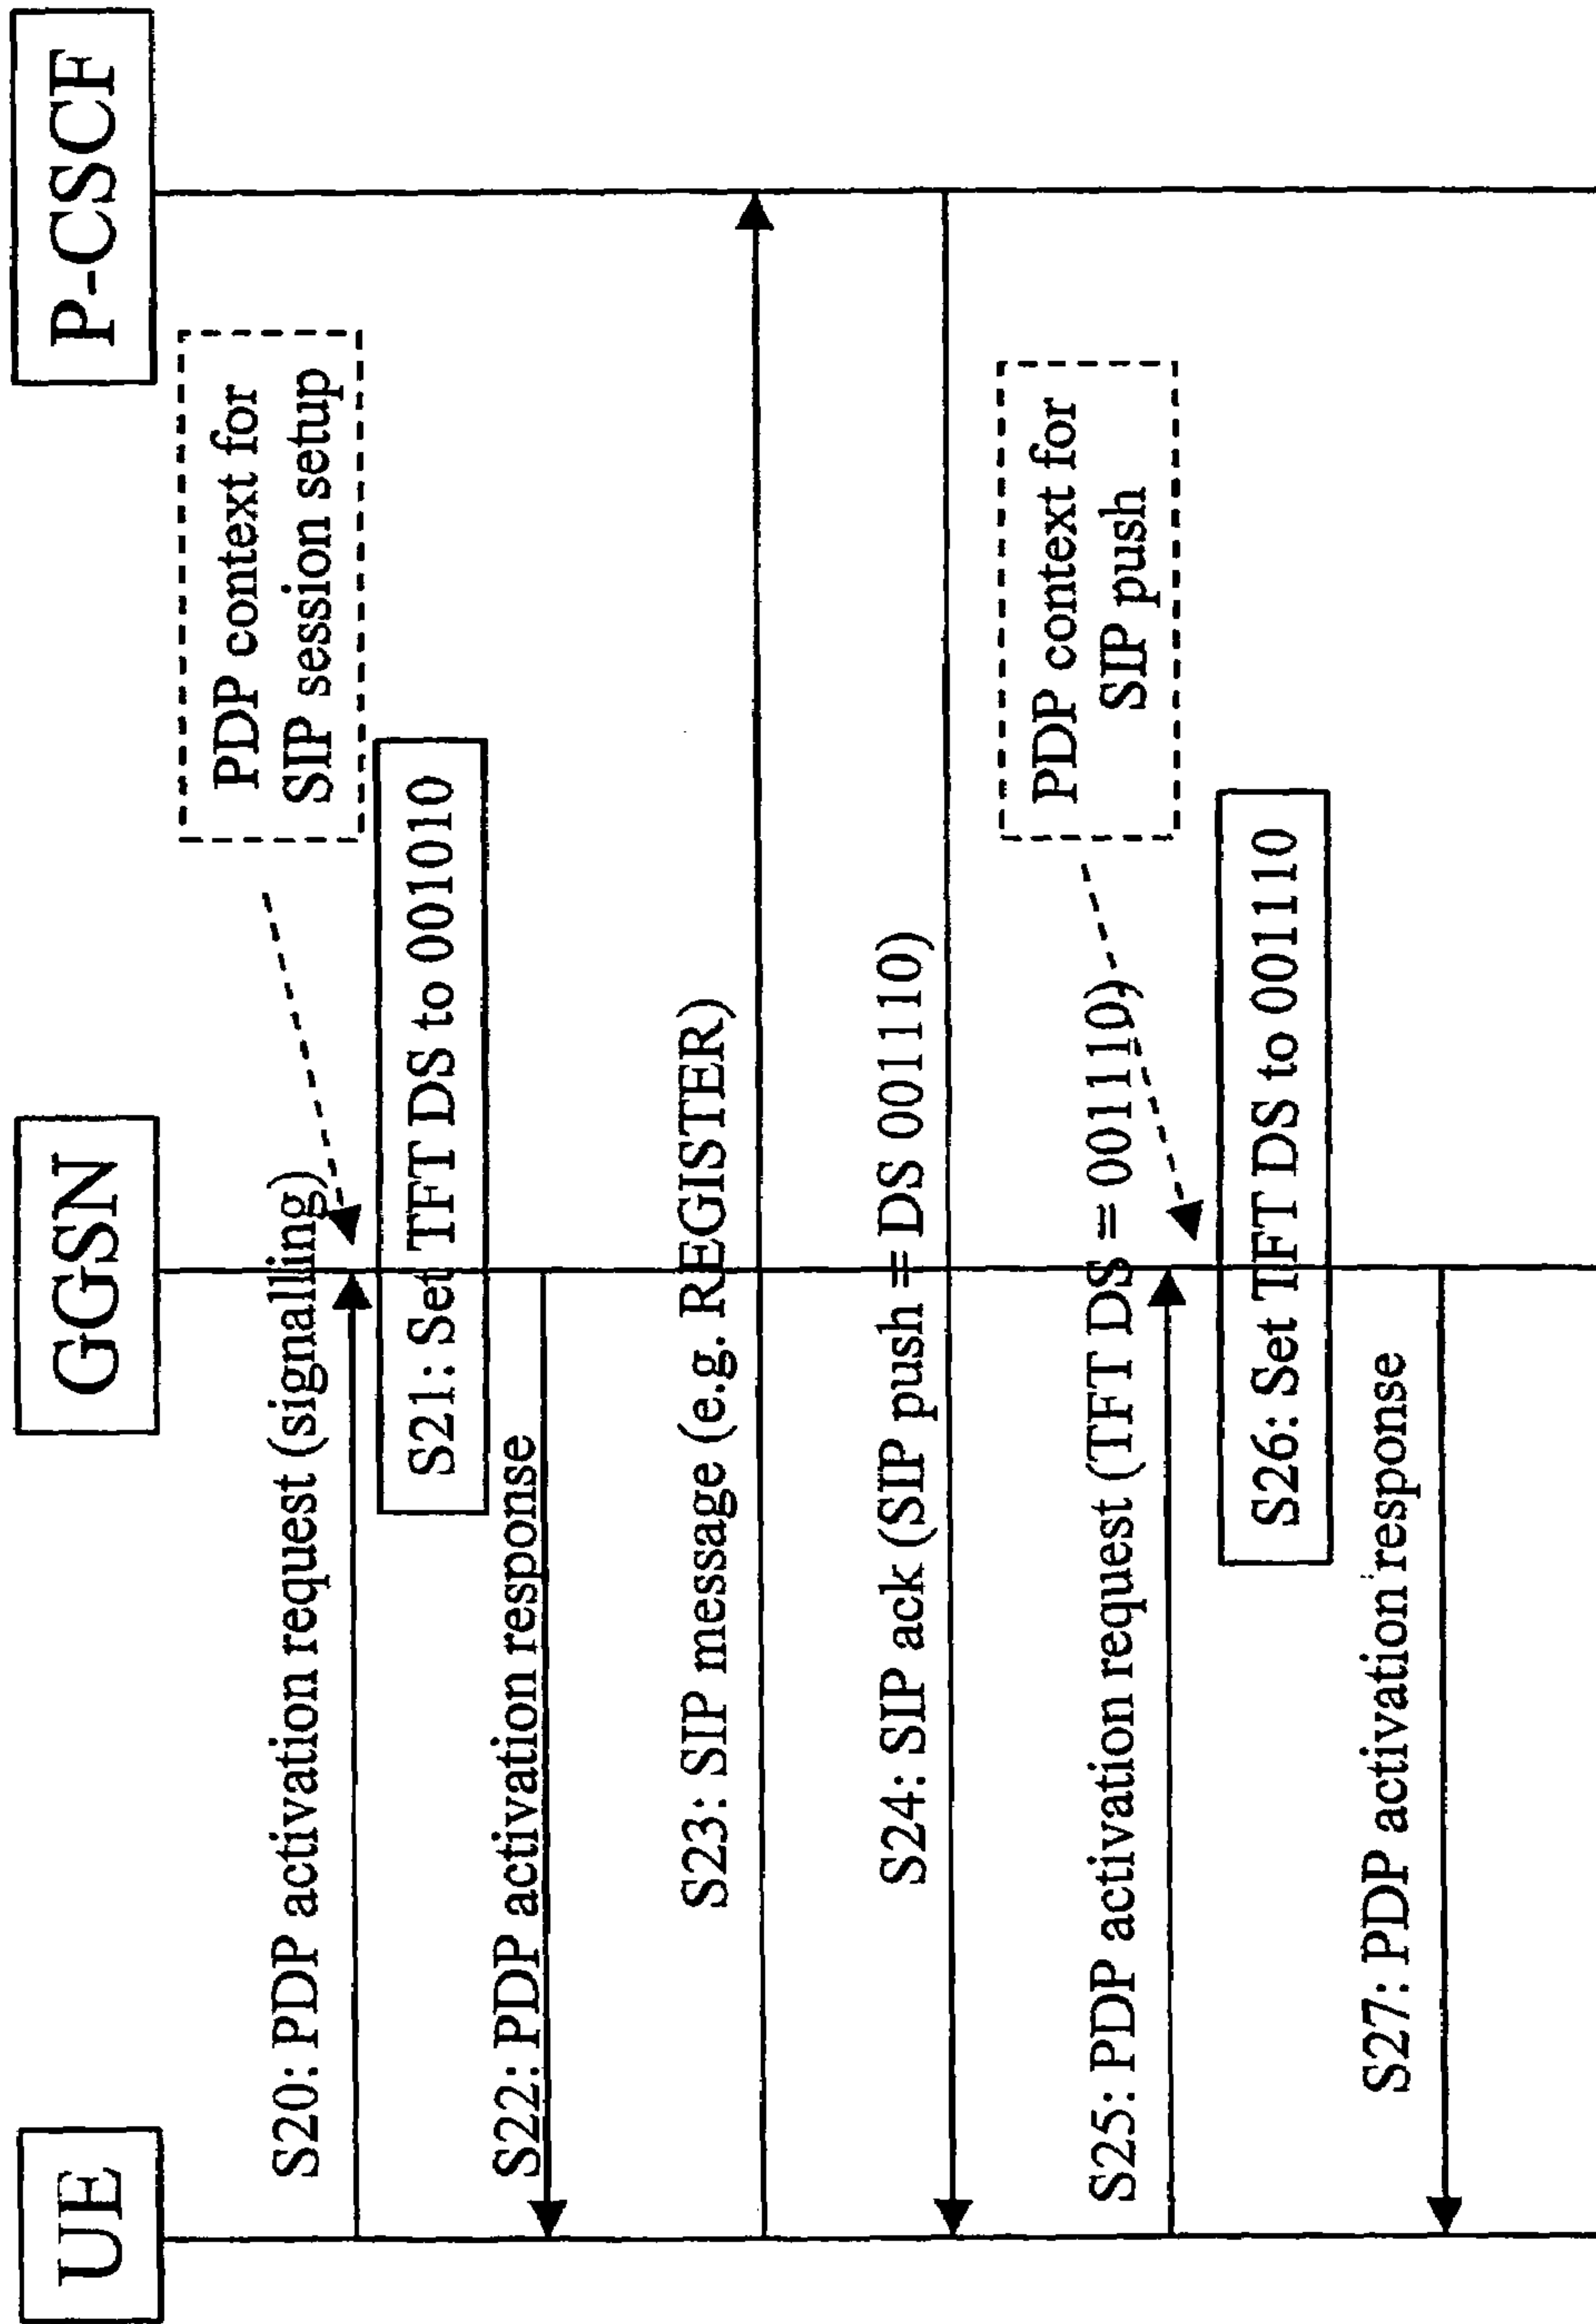 UE
GGSN
P-CSCF
PDP context for
SIP session setup
S20: PDP activation request (signalling)
S21: Set TFT DS to 001010
S22: PDP activation response
S23: SIP message (e.g. REGISTER)
S24: SIP ack (SIP push = DS 001110)
PDP context for
SIP push
S25: PDP activation request (TFT DS = 001110)
S26: Set TFT DS to 001110
S27: PDP activation response